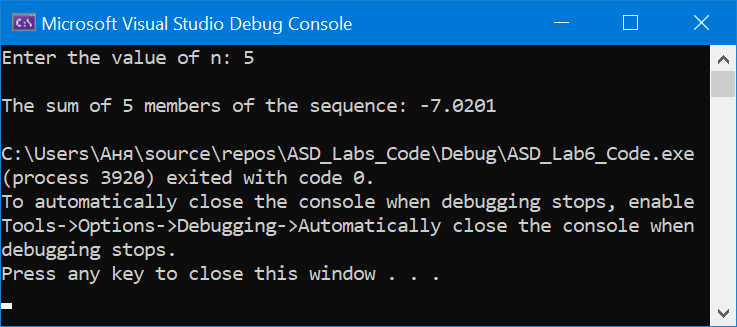 Microsoft Visual Studio Debug Console
Enter the value of n: 5
The sum of 5 members of the sequence: -7.0201
C:\Users\Аня\source\repos\ASD_Labs_Code\Debug\ASD_Lab6_Code.exe
(process 3920) exited with code 0.
To automatically close the console when debugging stops, enable
Tools->Options->Debugging->Automatically close the console when
debugging stops.
Press any key to close this window . . .